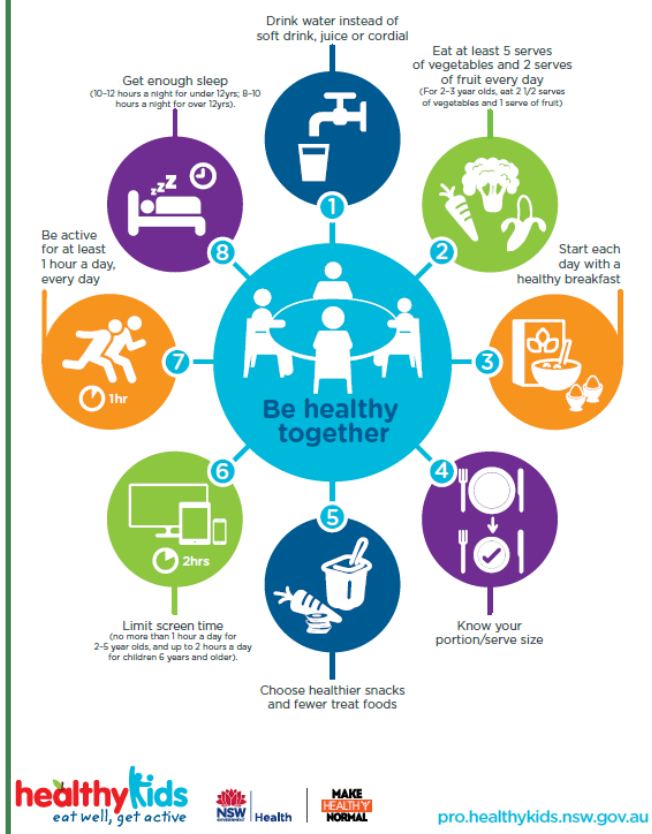 Drink water instead of
soft drink, juice or cordial
1
Eat at least 5 serves
of vegetables and 2 serves
of fruit every day
(For 2-3 year olds, eat 2 1/2 serves
of vegetables and 1 serve of fruit)
2
Start each
day with a
healthy breakfast
3
Know your
portion/serve size
4
Choose healthier snacks
and fewer treat foods
5
2hrs
Limit screen time
(no more than 1 hour a day for
2-5 year olds, and up to 2 hours a day
for children 6 years and older).
6
Be active
for at least
1 hour a day,
every day
1hr
7
Get enough sleep
(10-12 hours a night for under 12yrs; 8-10
hours a night for over 12yrs).
zzZ
8
Be healthy
together
healthykids
eat well, get active
NSW
GOVERNMENT
Health
MAKE
HEALTHY
NORMAL
pro.healthykids.nsw.gov.au